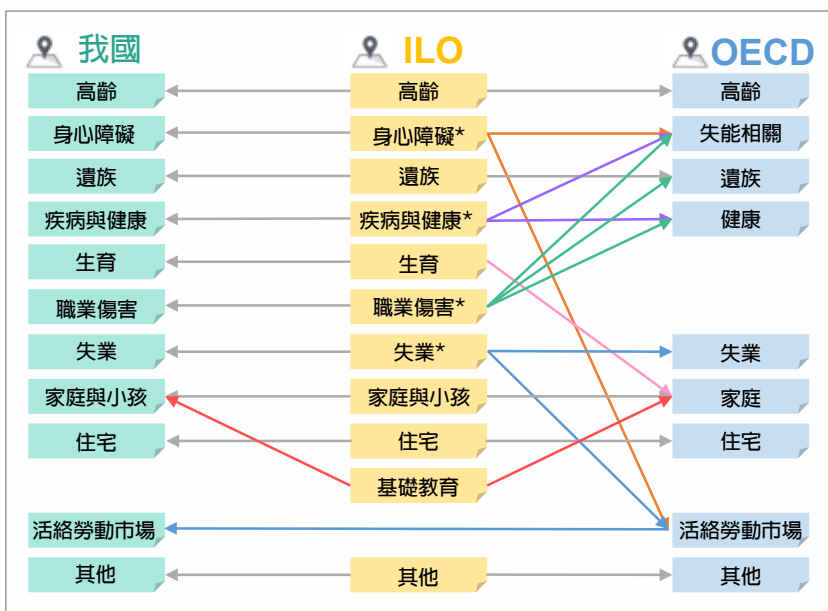 我國 ILO OECD
高齡 高齡 高齡
身心障礙 身心障礙* 失能相關
遺族 遺族 遺族
疾病與健康 疾病與健康* 健康
生育 生育
職業傷害 職業傷害*
失業 失業* 失業
家庭與小孩 家庭與小孩 家庭
住宅 住宅 住宅
基礎教育
活絡勞動市場 活絡勞動市場
其他 其他 其他